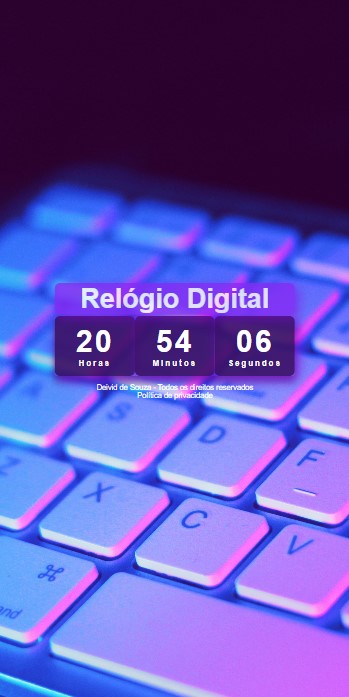 Relógio Digital
20 54 06
Horas Minutos Segundos
Deivid de Souza - Todos os direitos reservados
Política de privacidade
A
S
D
F
Z
X
C
V
⌘